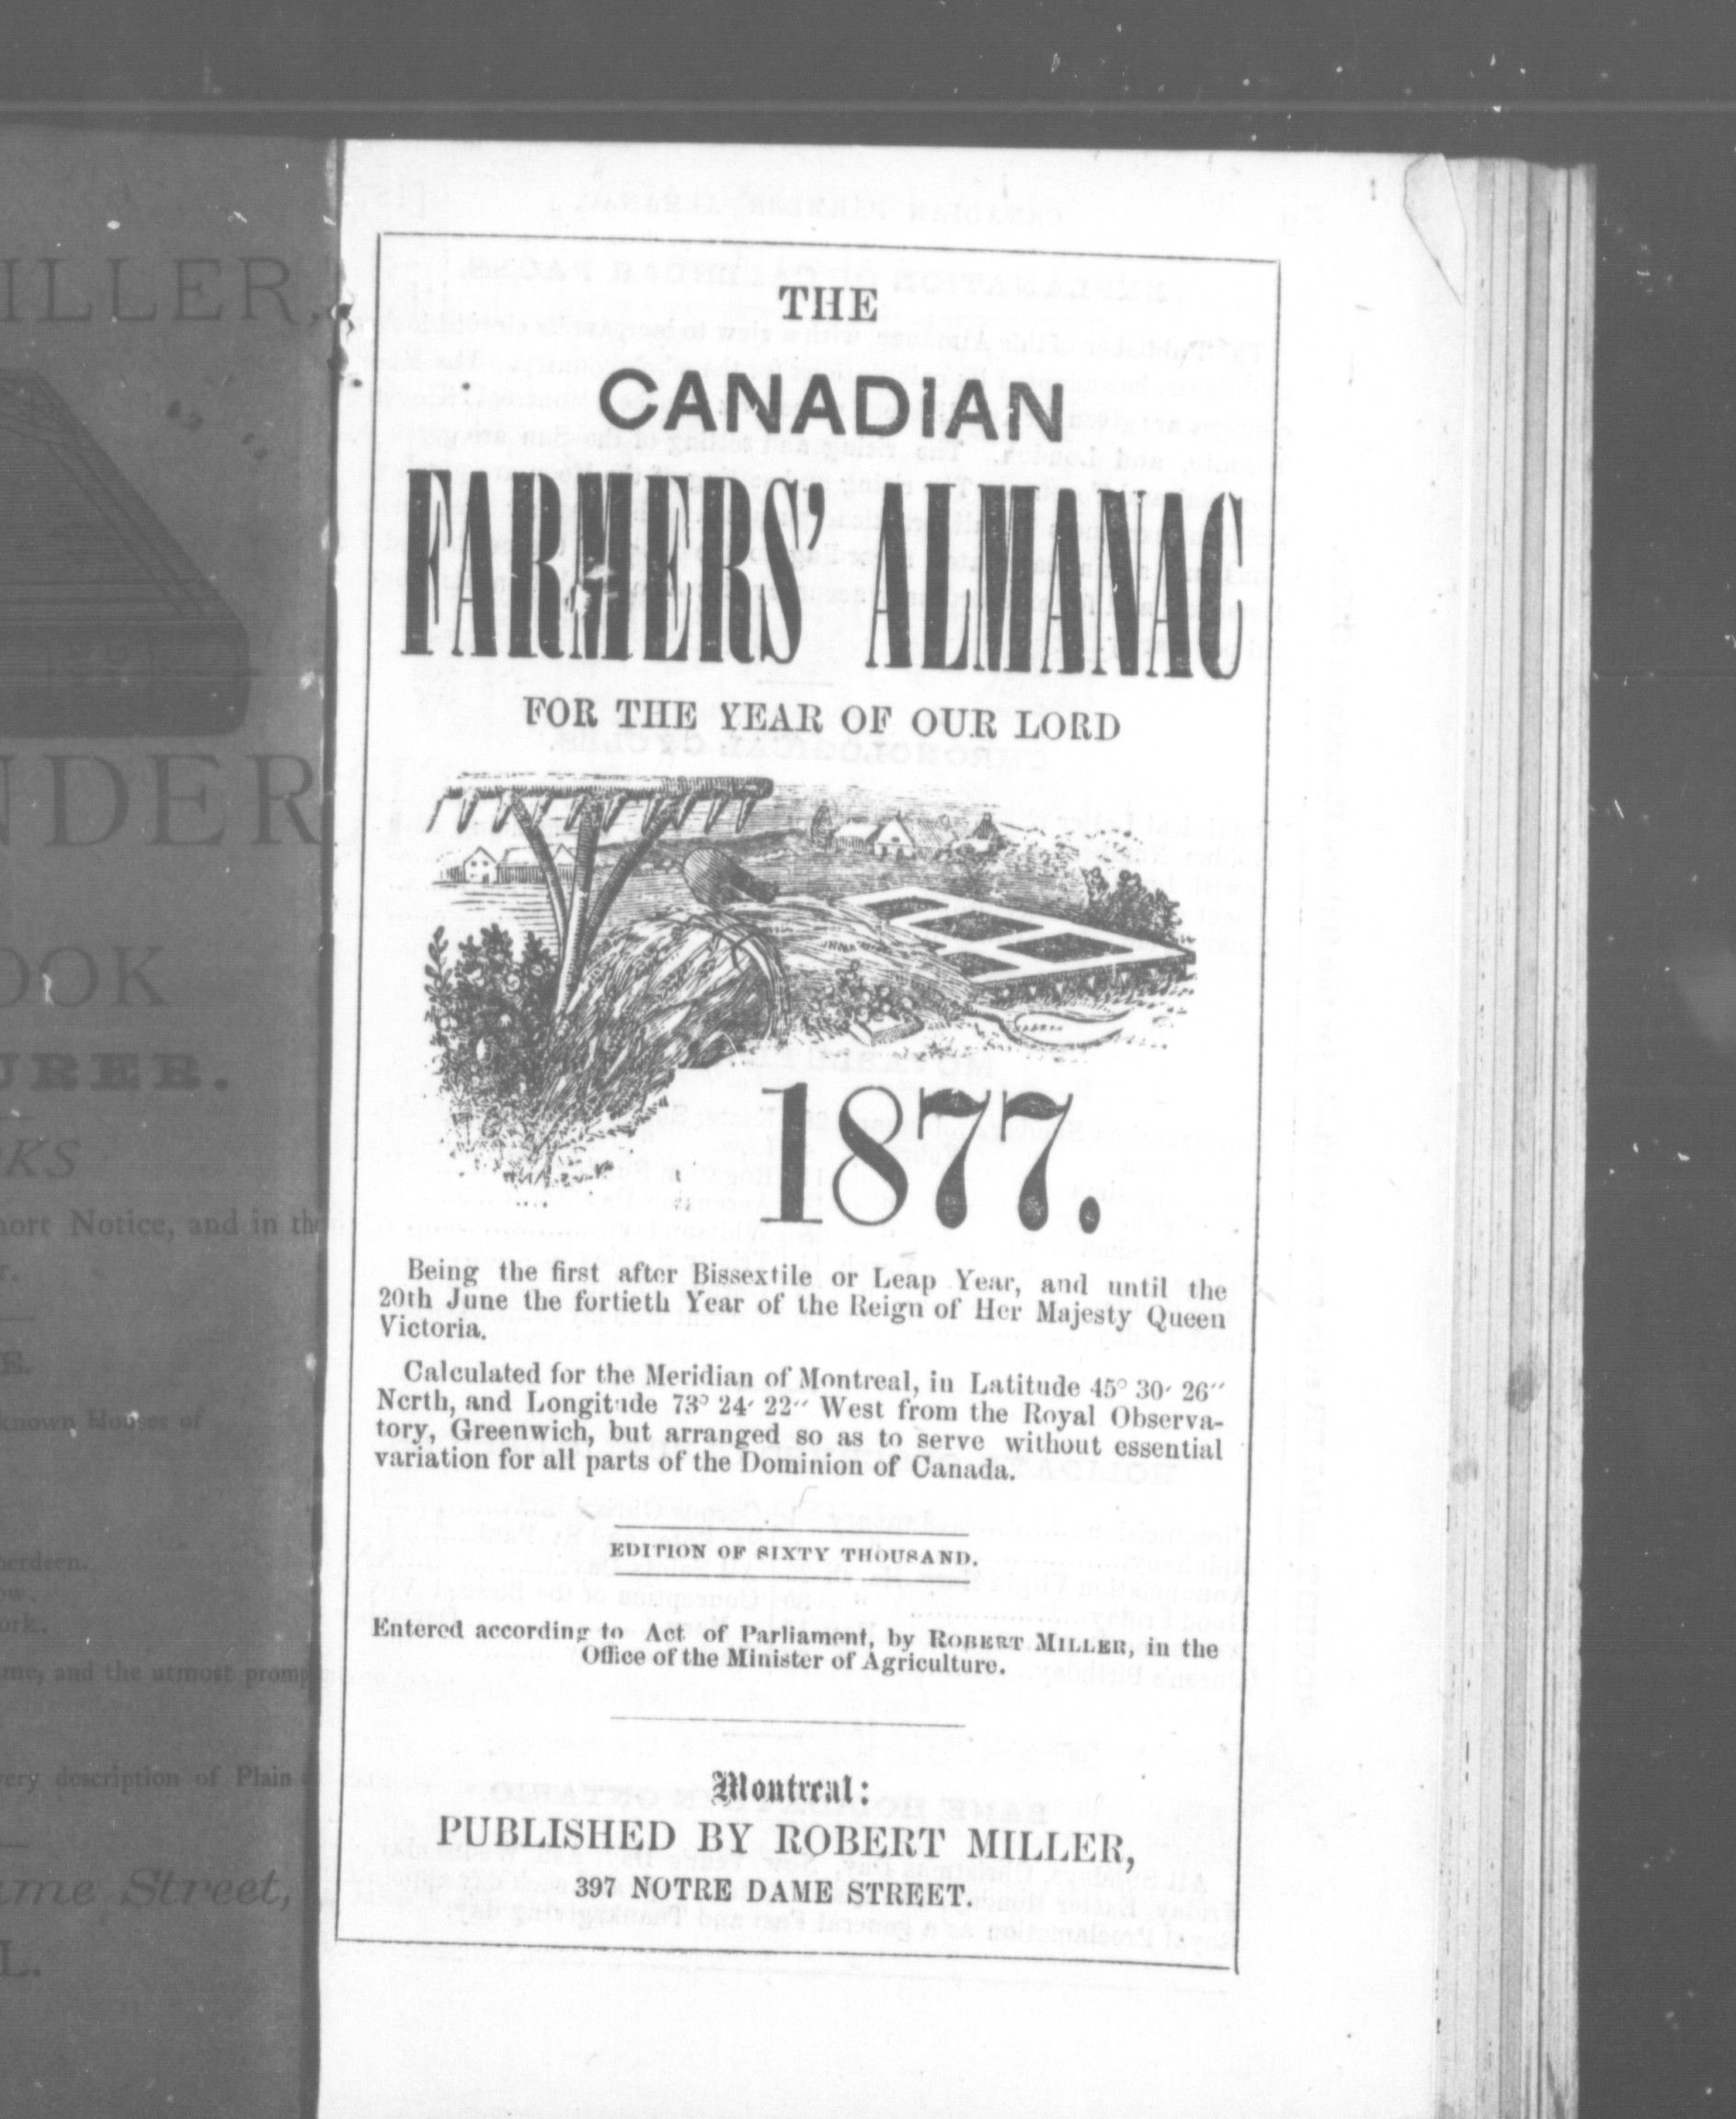 ILLER,
NDER
OOK
URER.
RKS
hort Notice, and in th
E.
known Houses of
berdeen.
ow.
ork.
me, and the utmost promp
very description of Plain
ame Street,
L.
THE
CANADIAN
FARMERS' ALMANAC
FOR THE YEAR OF OUR LORD
1877.
Being the first after Bissextile or Leap Year, and until the
20th June the fortieth Year of the Reign of Her Majesty Queen
Victoria.
Calculated for the Meridian of Montreal, in Latitude 45° 30′ 26″
North, and Longitude 73° 24′ 22″ West from the Royal Observa-
tory, Greenwich, but arranged so as to serve without essential
variation for all parts of the Dominion of Canada.
EDITION OF SIXTY THOUSAND.
Entered according to Act of Parliament, by ROBERT MILLER, in the
Office of the Minister of Agriculture.
Montreal:
PUBLISHED BY ROBERT MILLER,
397 NOTRE DAME STREET.